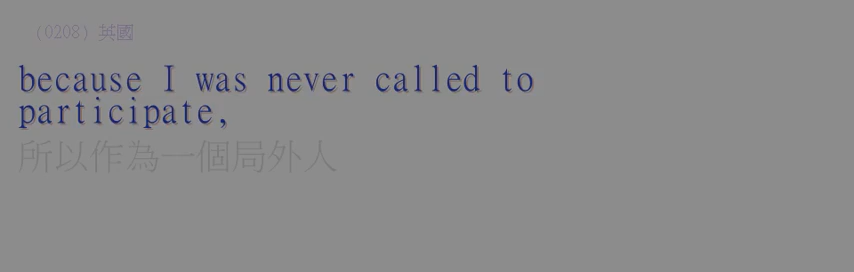 （0208）英國
because I was never called to
participate,
所以作為一個局外人